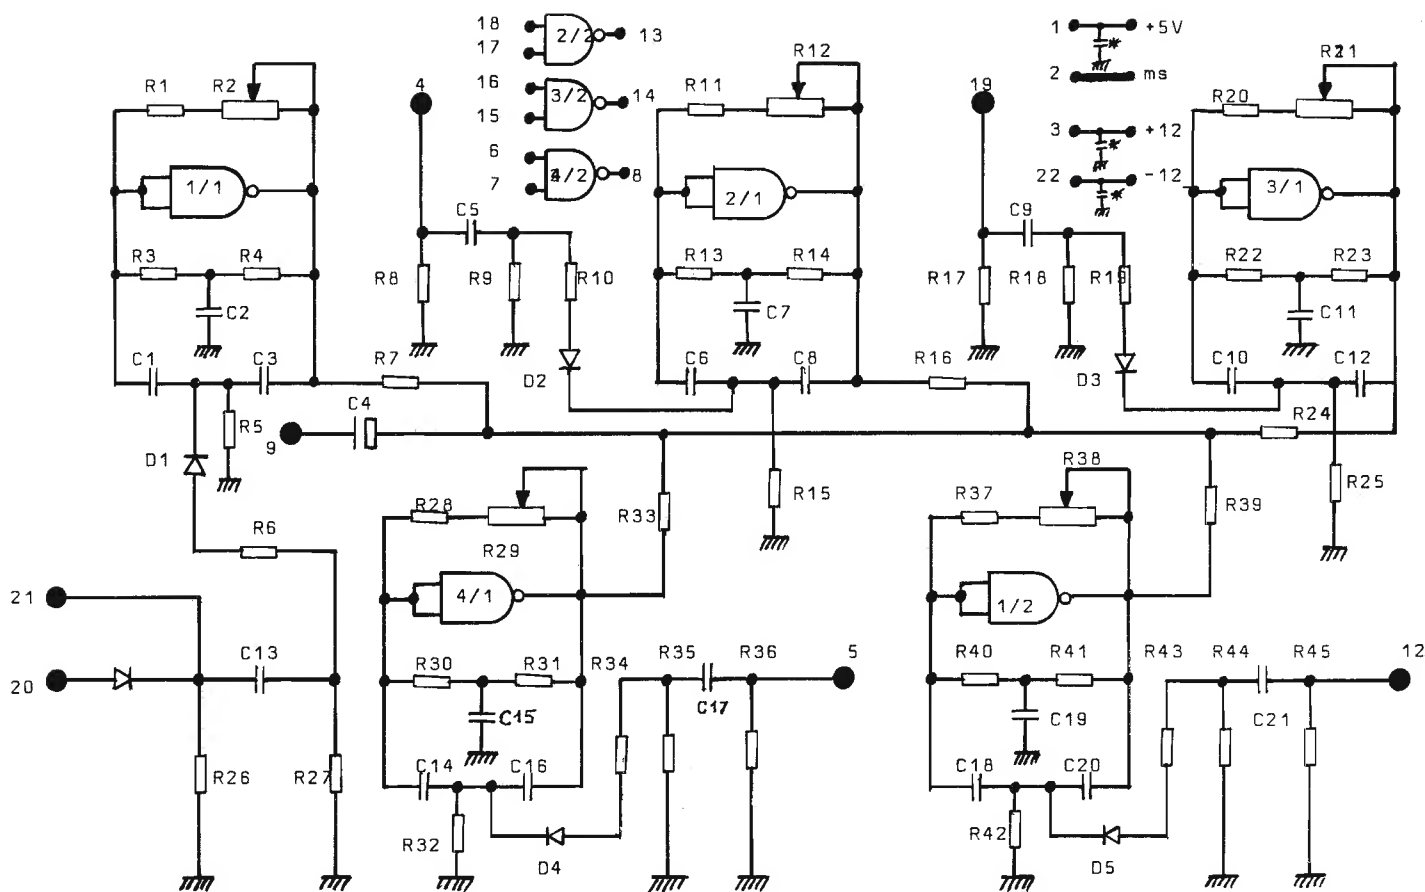 18 2/2 13
17
16 3/2 14
15
6 4/2 8
7
1 * +5V
2 ms
3 * +12
22 * -12
R1 R2
1/1
R3 R4
C2
C1 C3
R5
R7
D1
R6
4
C5
R8 R9 R10
D2
R11 R12
2/1
R13 R14
C7
C6 C8
R15
R16
19
C9
R17 R18 R19
D3
R20 R21
3/1
R22 R23
C11
C10 C12
R24
R25
9 C4
21
20
C13
R26 R27
R28
R29
4/1
R33
R30 R31
C15
C14 C16
R32
D4
R34 R35 C17 R36 5
R37 R38
1/2
R39
R40 R41
C19
C18 C20
R42
D5
R43 R44 C21 R45 12